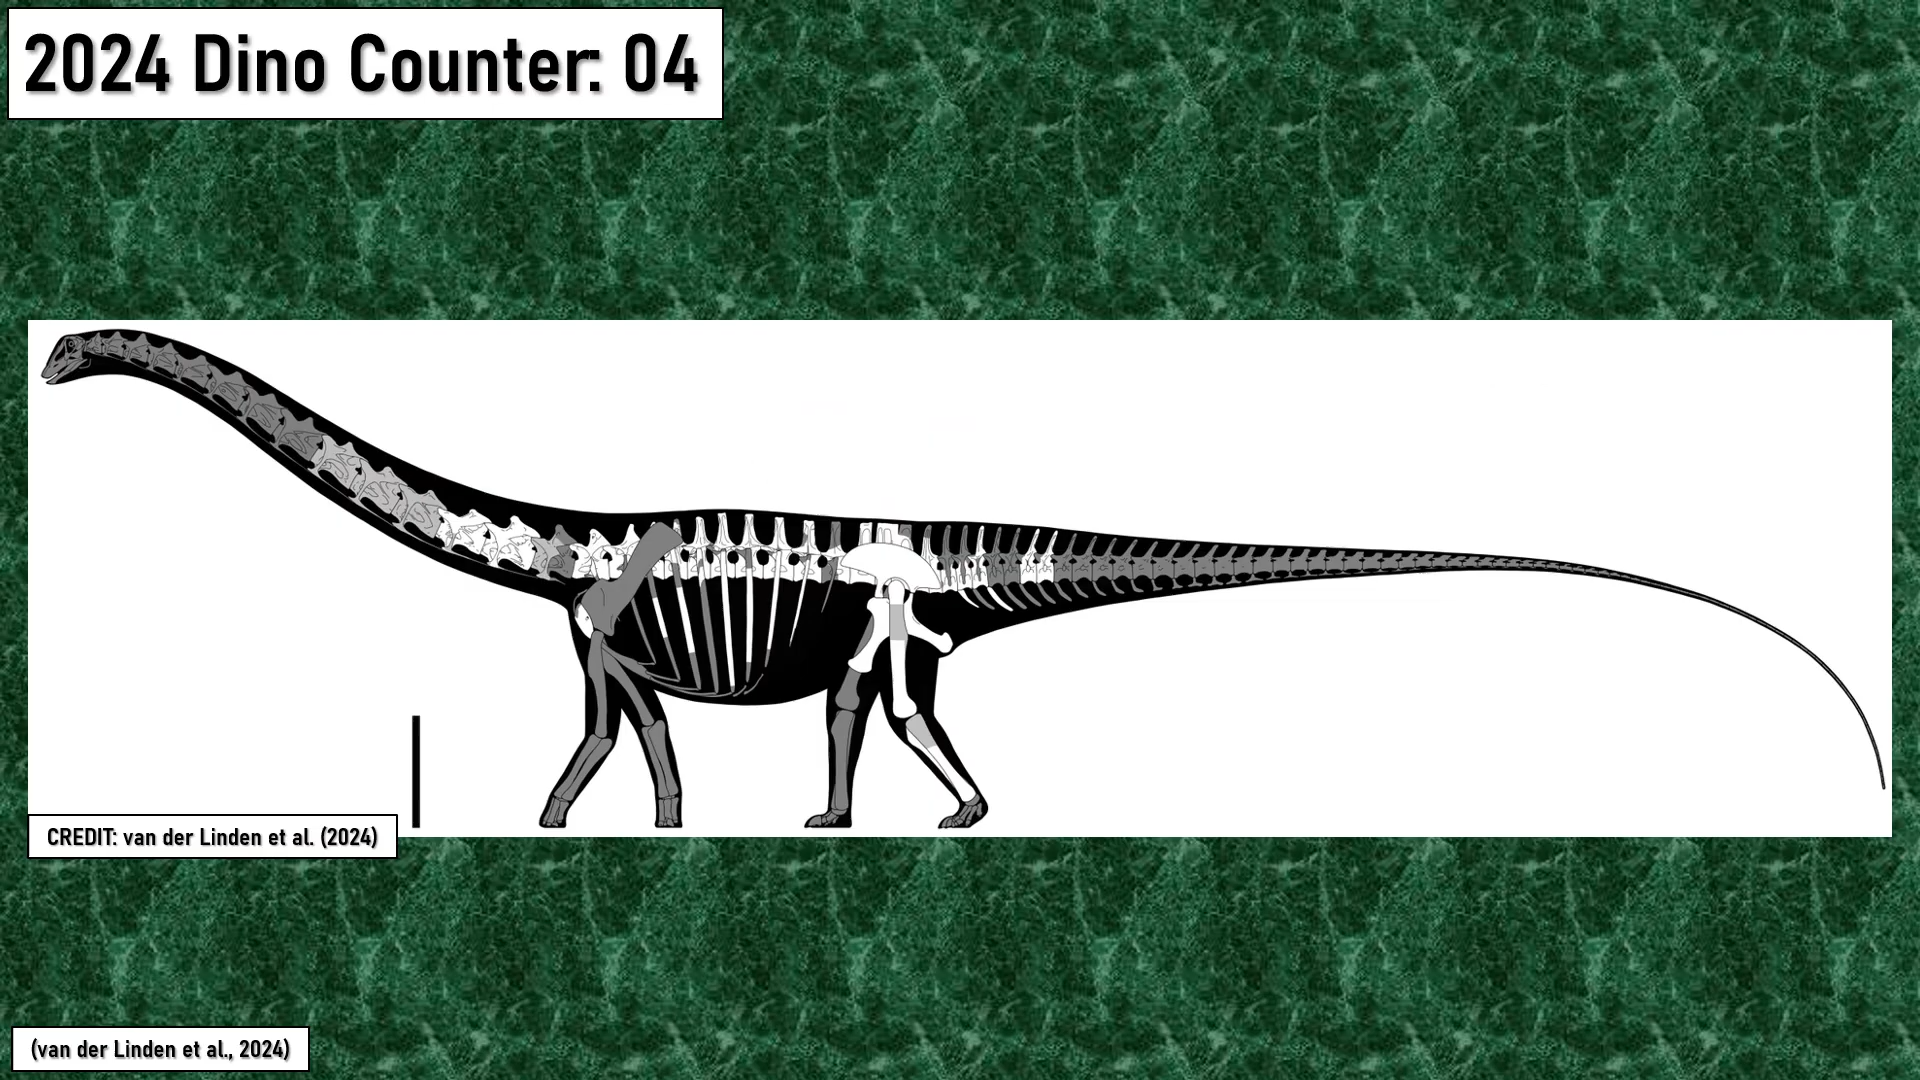 2024 Dino Counter: 04
CREDIT: van der Linden et al. (2024)
(van der Linden et al., 2024)